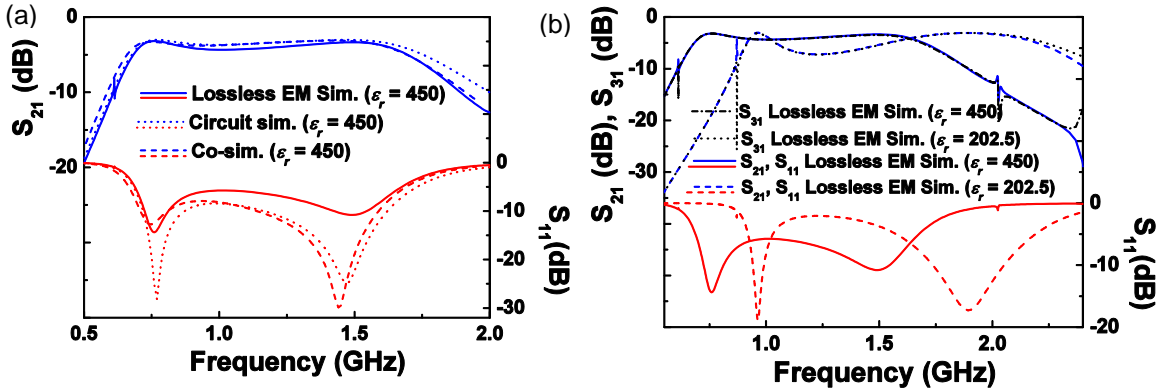 (a)
0
-10
-20
S21 (dB)
Lossless EM Sim. (εr = 450)
Circuit sim. (εr = 450)
Co-sim. (εr = 450)
0
-10
-20
-30
S11 (dB)
0.5 1.0 1.5 2.0
Frequency (GHz)
(b)
0
-10
-20
-30
S21 (dB), S31 (dB)
S31 Lossless EM Sim. (εr = 450)
S31 Lossless EM Sim. (εr = 202.5)
S21, S11 Lossless EM Sim. (εr = 450)
S21, S11 Lossless EM Sim. (εr = 202.5)
0
-10
-20
S11 (dB)
1.0 1.5 2.0
Frequency (GHz)